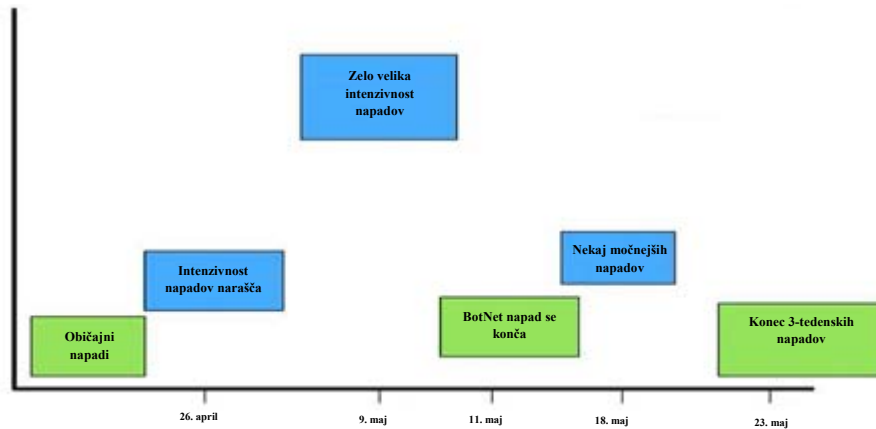 Zelo velika
intenzivnost
napadov
Nekaj močnejših
napadov
Intenzivnost
napadov narašča
BotNet napad se
konča
Konec 3-tedenskih
napadov
Običajni
napadi
26. april
9. maj
11. maj
18. maj
23. maj